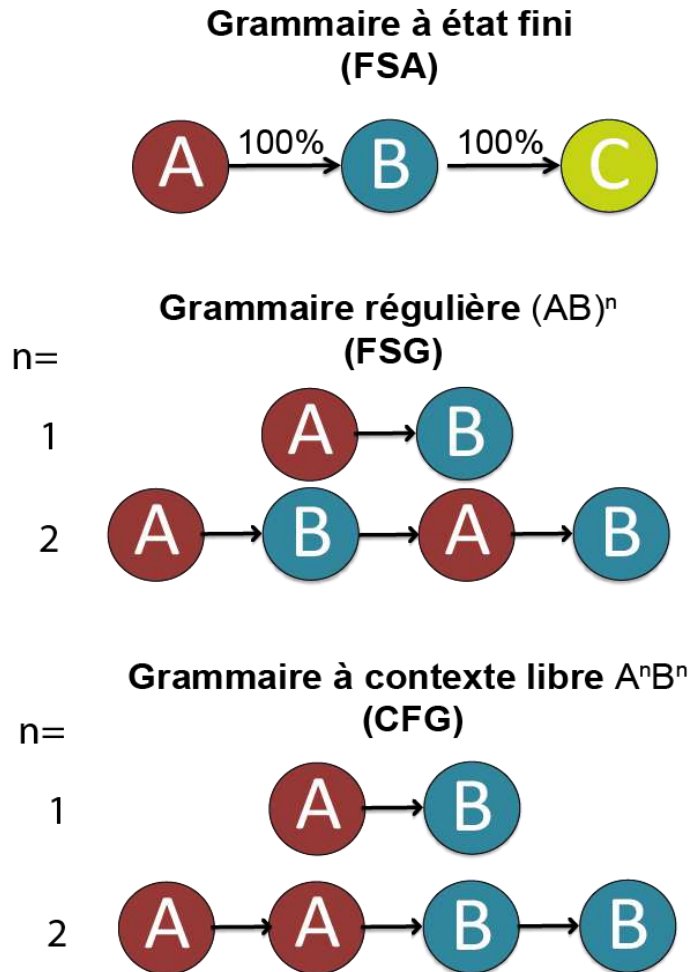 Grammaire à état fini
(FSA)
A 100% B 100% C
Grammaire régulière (AB)ⁿ
(FSG)
n=
1 A B
2 A B A B
Grammaire à contexte libre AⁿBⁿ
(CFG)
n=
1 A B
2 A A B B